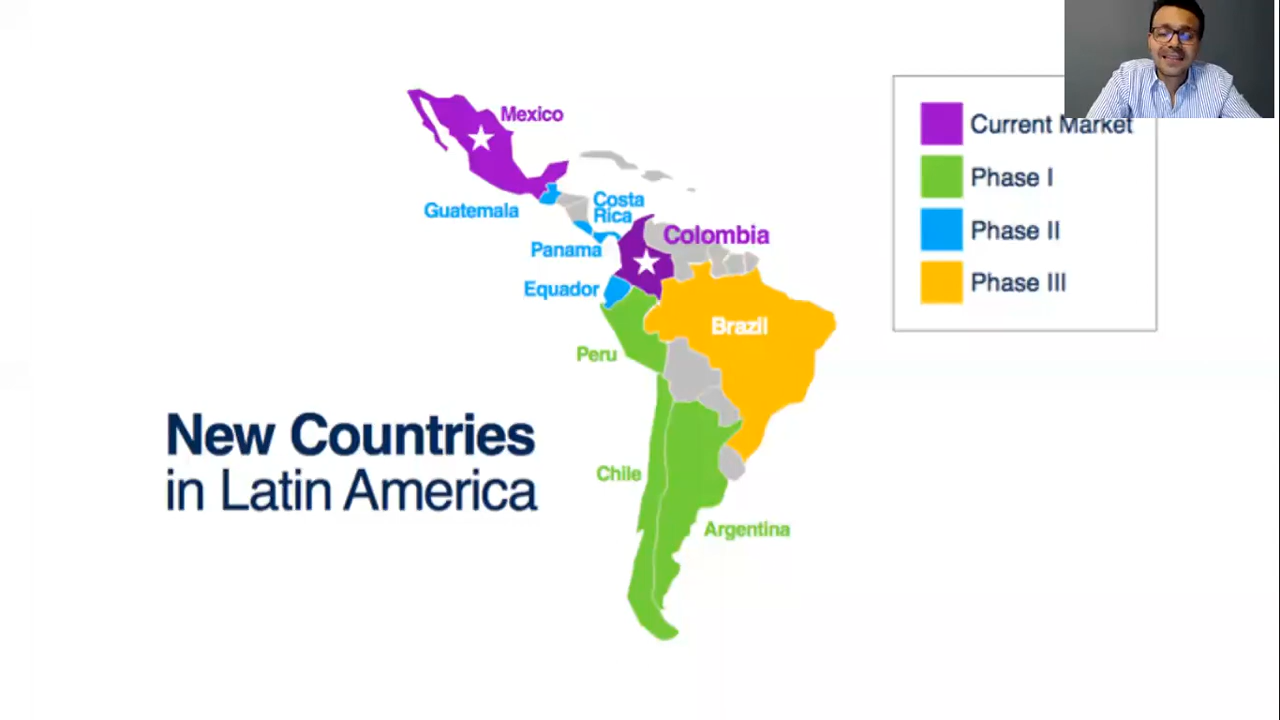 Mexico
Guatemala
Costa
Rica
Panama
Colombia
Equador
Brazil
Peru
Chile
Argentina
New Countries
in Latin America
Current Market
Phase I
Phase II
Phase III